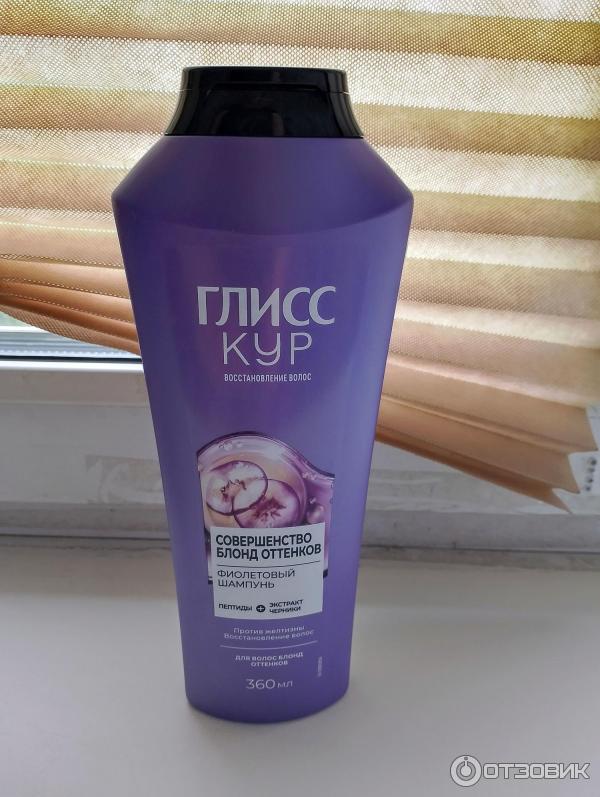 ГЛИСС
КУР
ВОССТАНОВЛЕНИЕ ВОЛОС
СОВЕРШЕНСТВО
БЛОНД ОТТЕНКОВ
ФИОЛЕТОВЫЙ
ШАМПУНЬ
ПЕПТИДЫ + ЭКСТРАКТ
ЧЕРНИКИ
Против желтизны
Восстановление волос
ДЛЯ ВОЛОС БЛОНД
ОТТЕНКОВ
360 мл
ОТЗОВИК